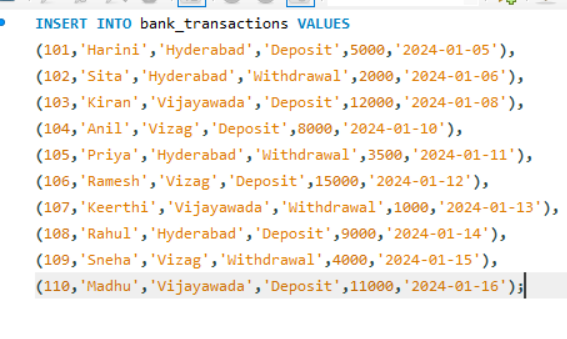 INSERT INTO bank_transactions VALUES
(101,'Harini','Hyderabad','Deposit',5000,'2024-01-05'),
(102,'Sita','Hyderabad','Withdrawal',2000,'2024-01-06'),
(103,'Kiran','Vijayawada','Deposit',12000,'2024-01-08'),
(104,'Anil','Vizag','Deposit',8000,'2024-01-10'),
(105,'Priya','Hyderabad','Withdrawal',3500,'2024-01-11'),
(106,'Ramesh','Vizag','Deposit',15000,'2024-01-12'),
(107,'Keerthi','Vijayawada','Withdrawal',1000,'2024-01-13'),
(108,'Rahul','Hyderabad','Deposit',9000,'2024-01-14'),
(109,'Sneha','Vizag','Withdrawal',4000,'2024-01-15'),
(110,'Madhu','Vijayawada','Deposit',11000,'2024-01-16');